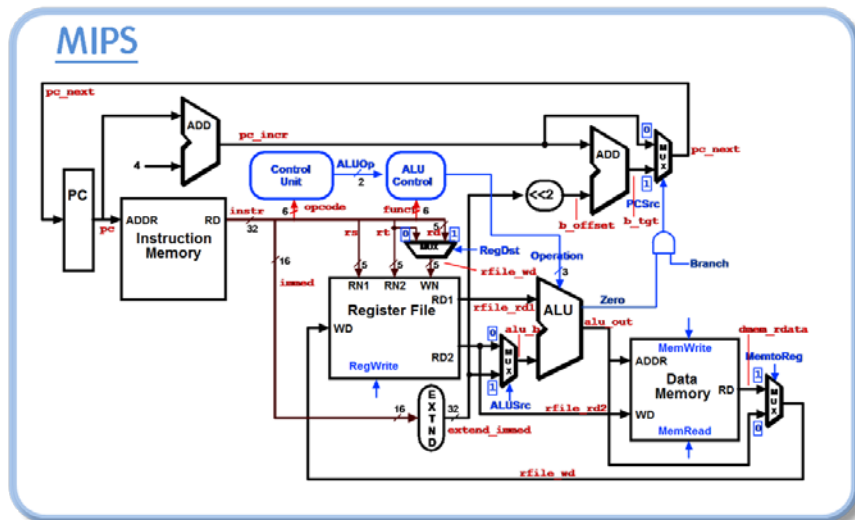 MIPS
pc_next
ADD
pc_incr
0
MUX
pc_next
4
Control Unit
ALUOp
2
ALU Control
ADD
<<2
1
PCSrc
b_offset
b_tgt
PC
pc
ADDR
RD
Instruction Memory
instr
32
6
opcode
funct
6
5
rs
rt
0
rd
1
MUX
RegDst
16
immed
5
5
5
rfile_wd
Operation
3
Branch
RN1
RN2
WN
RD1
Register File
WD
RD2
RegWrite
rfile_rd1
ALU
Zero
alu_b
alu_out
0
MUX
1
ALUSrc
dmem_rdata
MemWrite
MemtoReg
ADDR
Data Memory
RD
1
MUX
0
WD
MemRead
16
EXTND
32
extend_immed
rfile_rd2
rfile_wd